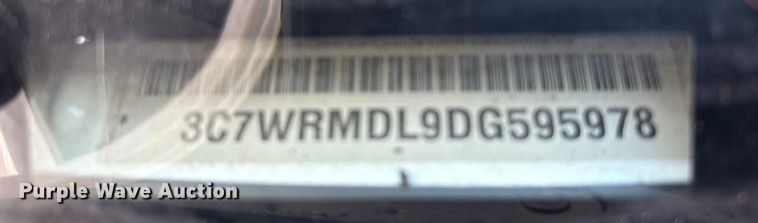 3C7WRMDL9DG595978
Purple Wave Auction